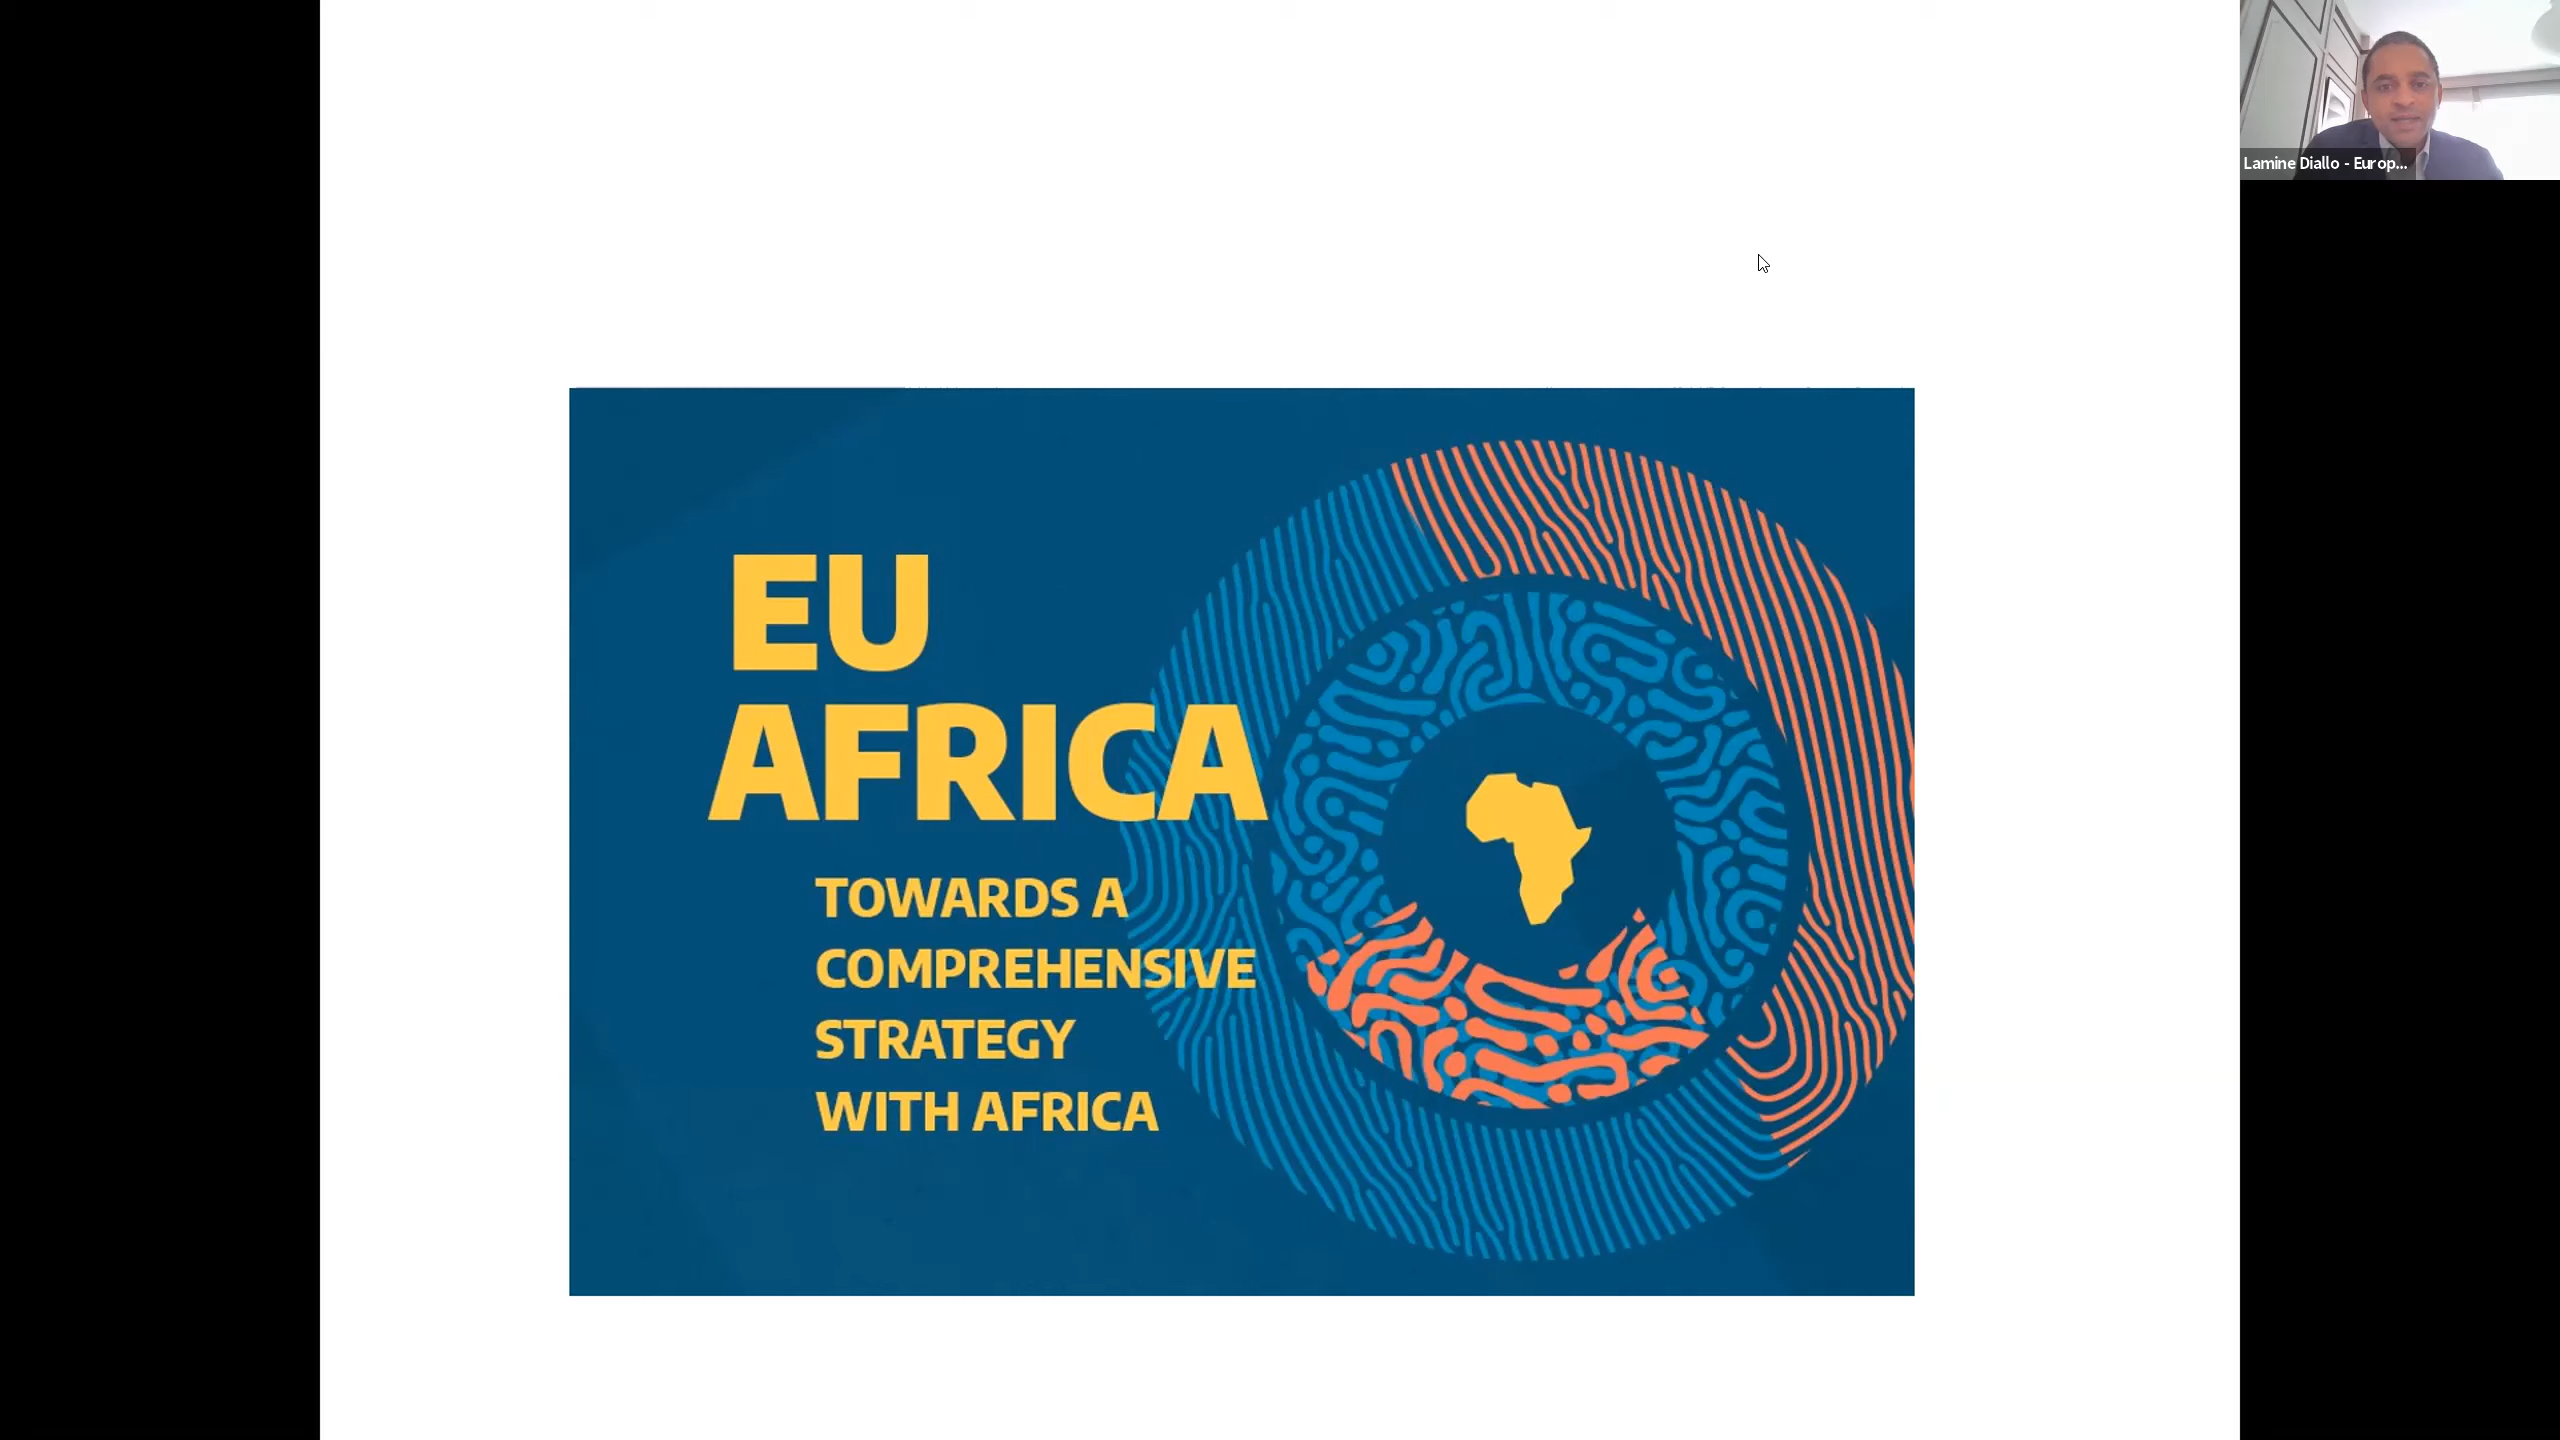 Lamine Diallo - Europ...
EU
AFRICA
TOWARDS A
COMPREHENSIVE
STRATEGY
WITH AFRICA